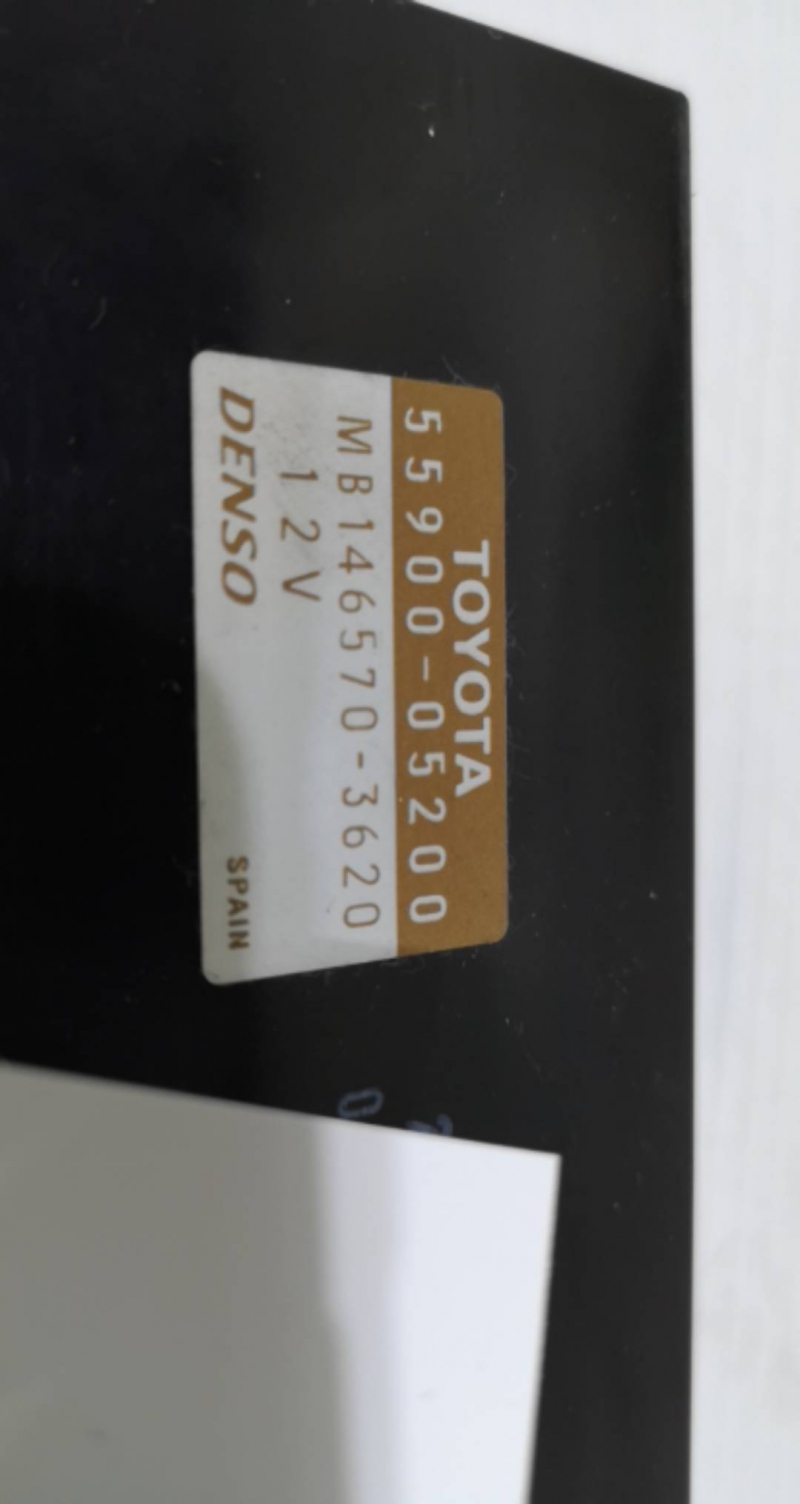 TOYOTA
55900-05200
MB146570-3620
12V
DENSO SPAIN